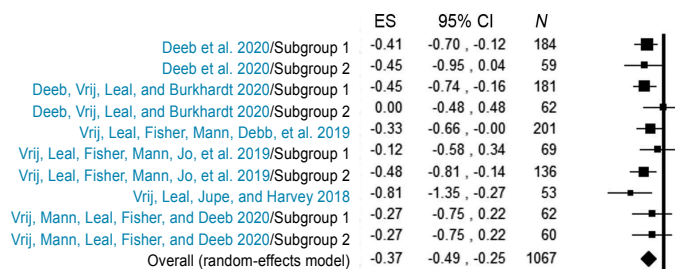 ES 95% CI N
Deeb et al. 2020/Subgroup 1 -0.41 -0.70 , -0.12 184
Deeb et al. 2020/Subgroup 2 -0.45 -0.95 , 0.04 59
Deeb, Vrij, Leal, and Burkhardt 2020/Subgroup 1 -0.45 -0.74 , -0.16 181
Deeb, Vrij, Leal, and Burkhardt 2020/Subgroup 2 0.00 -0.48 , 0.48 62
Vrij, Leal, Fisher, Mann, Debb, et al. 2019 -0.33 -0.66 , -0.00 201
Vrij, Leal, Fisher, Mann, Jo, et al. 2019/Subgroup 1 -0.12 -0.58 , 0.34 69
Vrij, Leal, Fisher, Mann, Jo, et al. 2019/Subgroup 2 -0.48 -0.81 , -0.14 136
Vrij, Leal, Jupe, and Harvey 2018 -0.81 -1.35 , -0.27 53
Vrij, Mann, Leal, Fisher, and Deeb 2020/Subgroup 1 -0.27 -0.75 , 0.22 62
Vrij, Mann, Leal, Fisher, and Deeb 2020/Subgroup 2 -0.27 -0.75 , 0.22 60
Overall (random-effects model) -0.37 -0.49 , -0.25 1067